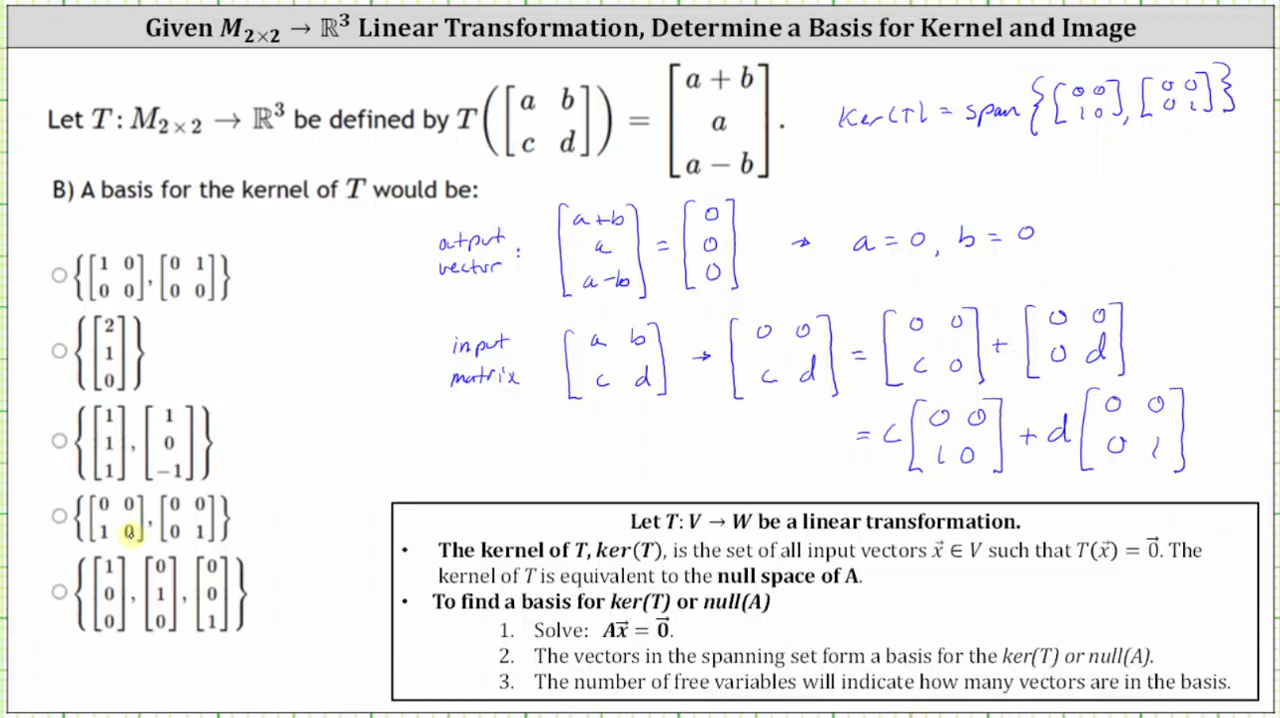 Given M₂ₓ₂ → ℝ³ Linear Transformation, Determine a Basis for Kernel and Image
Let T : M₂ₓ₂ → ℝ³ be defined by T([a b; c d]) = [a + b; a; a − b].
Ker(T) = span {[0 0; 1 0], [0 0; 0 1]}
B) A basis for the kernel of T would be:
output vector: [a+b; a; a-b] = [0; 0; 0] → a = 0, b = 0
{[1 0; 0 0], [0 1; 0 0]}
input matrix [a b; c d] → [0 0; c d] = [0 0; c 0] + [0 0; 0 d]
{[2; 1; 0]}
= c[0 0; 1 0] + d[0 0; 0 1]
{[1; 1; 1], [1; 0; −1]}
{[0 0; 1 0], [0 0; 0 1]}
{[1; 0; 0], [0; 1; 0], [0; 0; 1]}
Let T: V → W be a linear transformation.
• The kernel of T, ker(T), is the set of all input vectors x⃗ ∈ V such that T(x⃗) = 0⃗. The
kernel of T is equivalent to the null space of A.
• To find a basis for ker(T) or null(A)
1. Solve: Ax⃗ = 0⃗.
2. The vectors in the spanning set form a basis for the ker(T) or null(A).
3. The number of free variables will indicate how many vectors are in the basis.